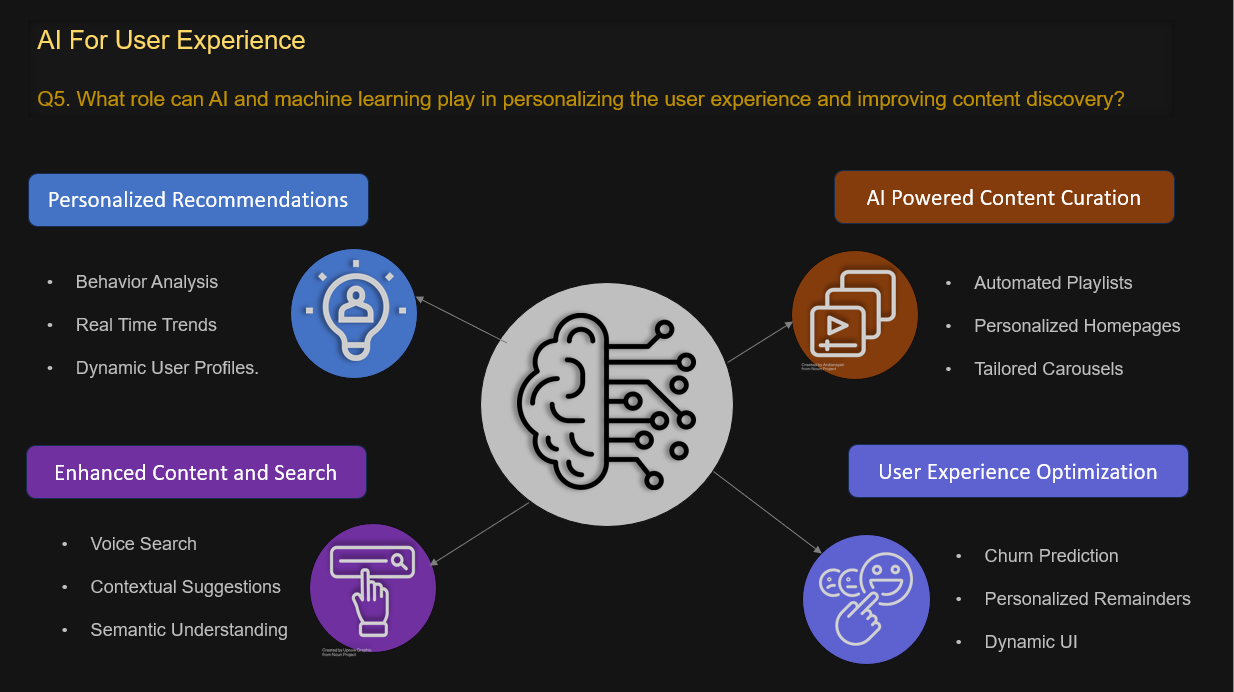 AI For User Experience
Q5. What role can AI and machine learning play in personalizing the user experience and improving content discovery?
Personalized Recommendations
• Behavior Analysis
• Real Time Trends
• Dynamic User Profiles.
AI Powered Content Curation
• Automated Playlists
• Personalized Homepages
• Tailored Carousels
Enhanced Content and Search
• Voice Search
• Contextual Suggestions
• Semantic Understanding
User Experience Optimization
• Churn Prediction
• Personalized Remainders
• Dynamic UI
Created by
from Noun Project
Created by
from Noun Project